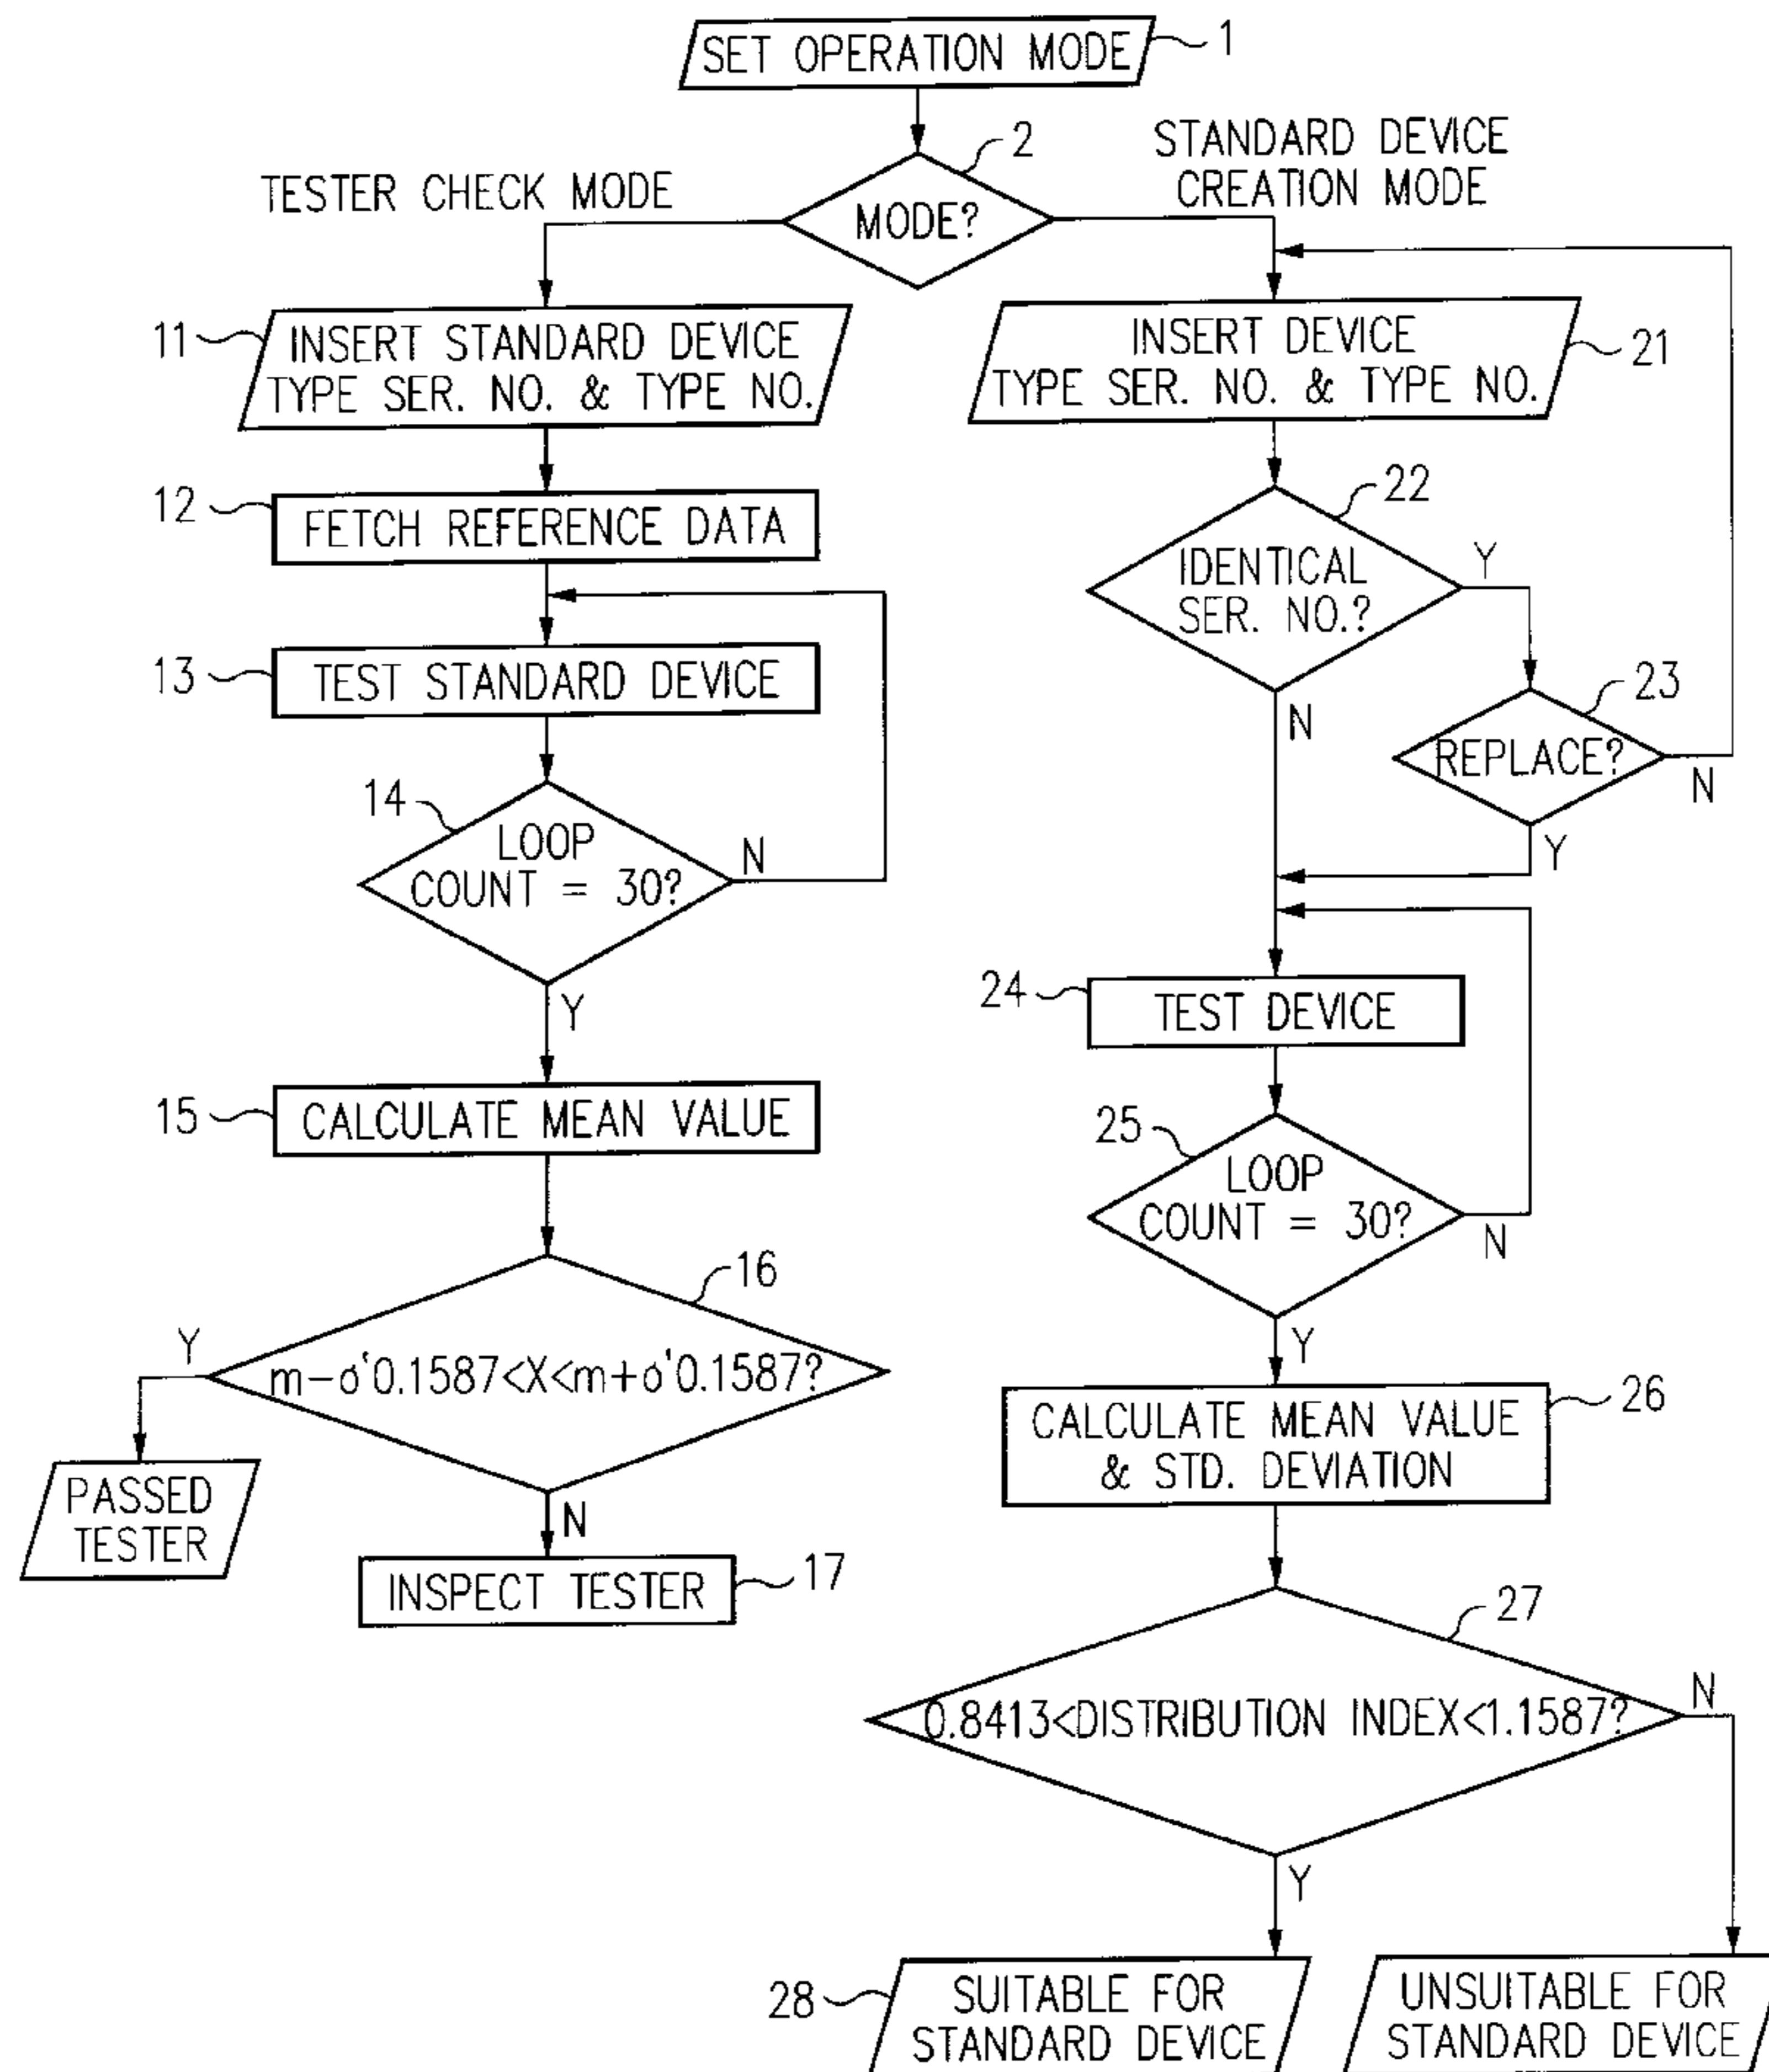 SET OPERATION MODE
1
2
MODE?
TESTER CHECK MODE
STANDARD DEVICE
CREATION MODE
11
INSERT STANDARD DEVICE
TYPE SER. NO. & TYPE NO.
12
FETCH REFERENCE DATA
13
TEST STANDARD DEVICE
14
LOOP
COUNT = 30?
N
Y
15
CALCULATE MEAN VALUE
16
m-σ'0.1587<X<m+σ'0.1587?
Y
PASSED
TESTER
N
INSPECT TESTER
17
INSERT DEVICE
TYPE SER. NO. & TYPE NO.
21
22
IDENTICAL
SER. NO.?
Y
N
23
REPLACE?
N
Y
24
TEST DEVICE
25
LOOP
COUNT = 30?
N
Y
26
CALCULATE MEAN VALUE
& STD. DEVIATION
27
0.8413<DISTRIBUTION INDEX<1.1587?
N
Y
28
SUITABLE FOR
STANDARD DEVICE
UNSUITABLE FOR
STANDARD DEVICE